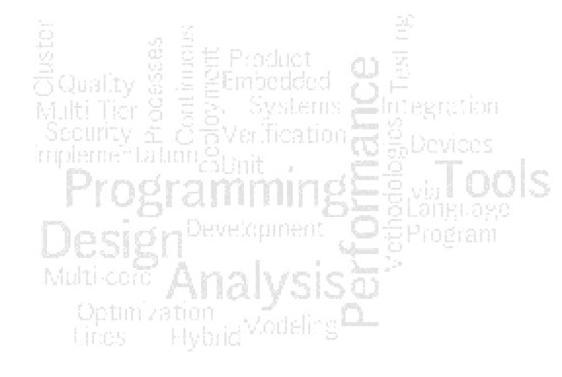 Cluster
Processes
Continuous
Deployment
Product
Embedded
Testing
Quality
Multi Tier
Systems
Integration
Security
Verification
Devices
implementation
Unit
Performance
Methodologies
Programming
via
Tools
Language
Design
Development
Program
Multi-core
Analysis
Optimization
Lines
Hybrid
Modeling